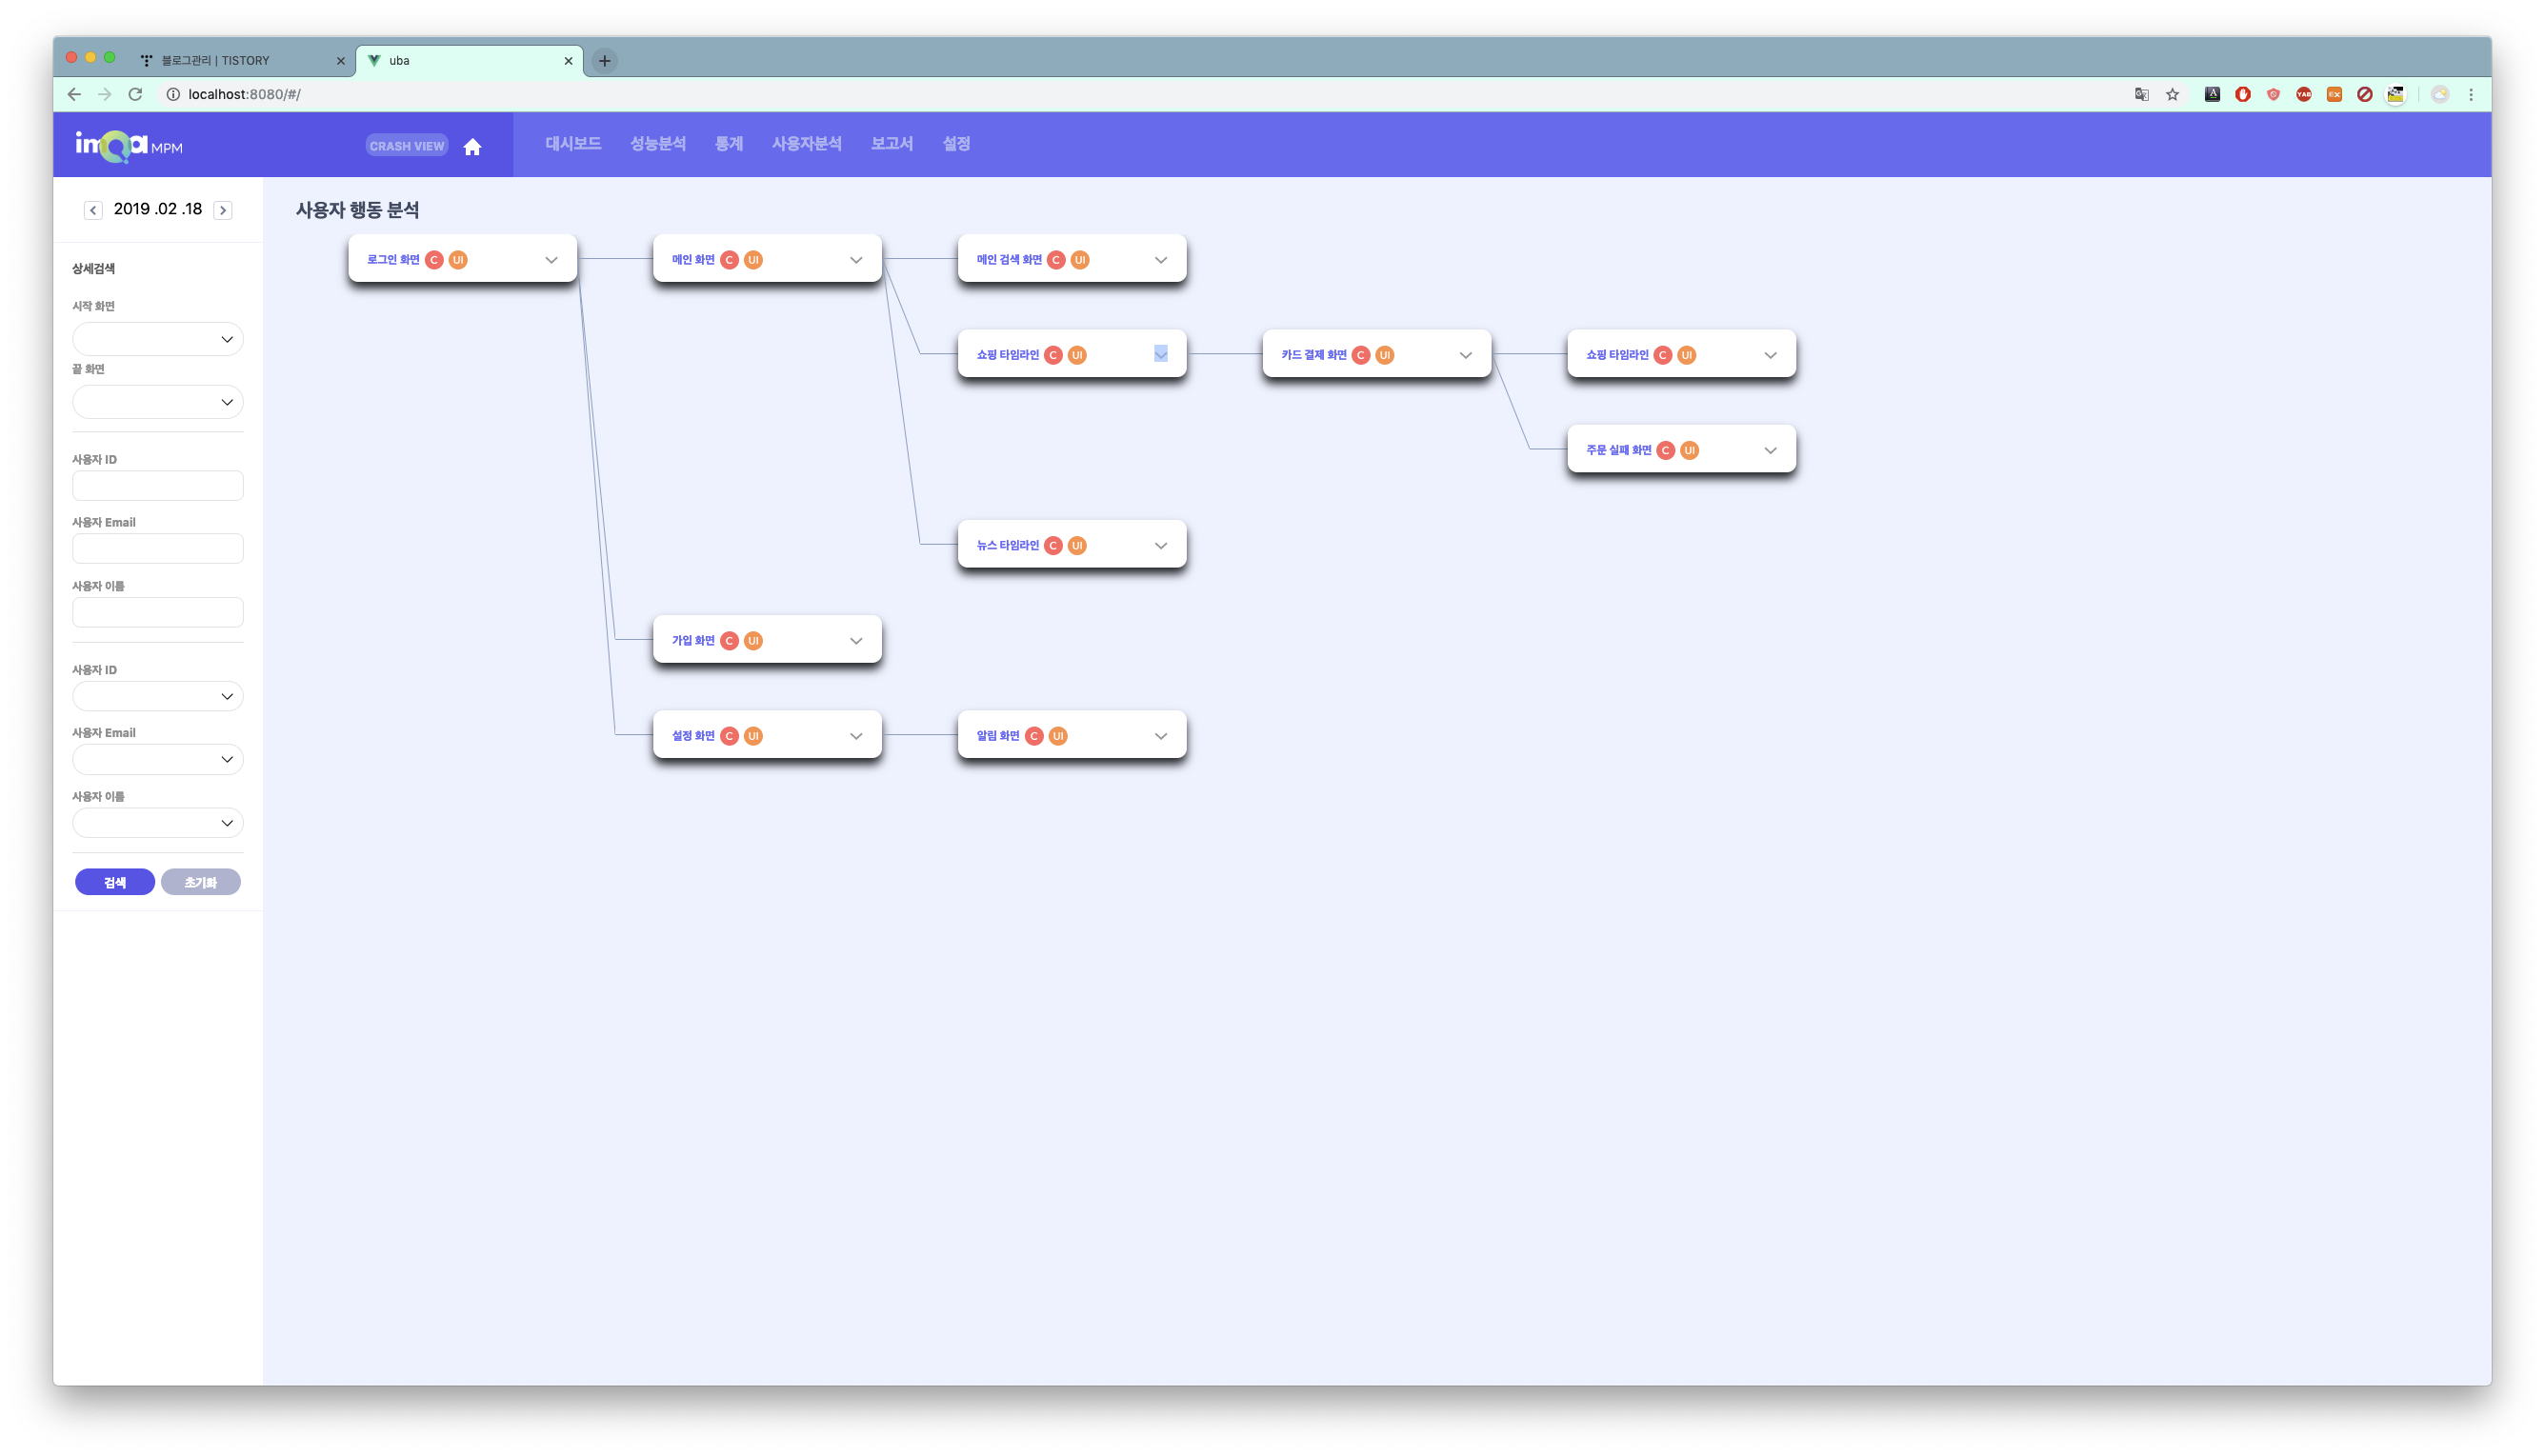 블로그관리 | TISTORY
uba
localhost:8080/#/
imQa MPM
CRASH VIEW
대시보드 성능분석 통계 사용자분석 보고서 설정
2019 .02 .18
상세검색
시작 화면
끝 화면
사용자 ID
사용자 Email
사용자 이름
사용자 ID
사용자 Email
사용자 이름
검색 초기화
사용자 행동 분석
로그인 화면 C UI
메인 화면 C UI
메인 검색 화면 C UI
쇼핑 타임라인 C UI
카드 결제 화면 C UI
쇼핑 타임라인 C UI
주문 실패 화면 C UI
뉴스 타임라인 C UI
가입 화면 C UI
설정 화면 C UI
알림 화면 C UI